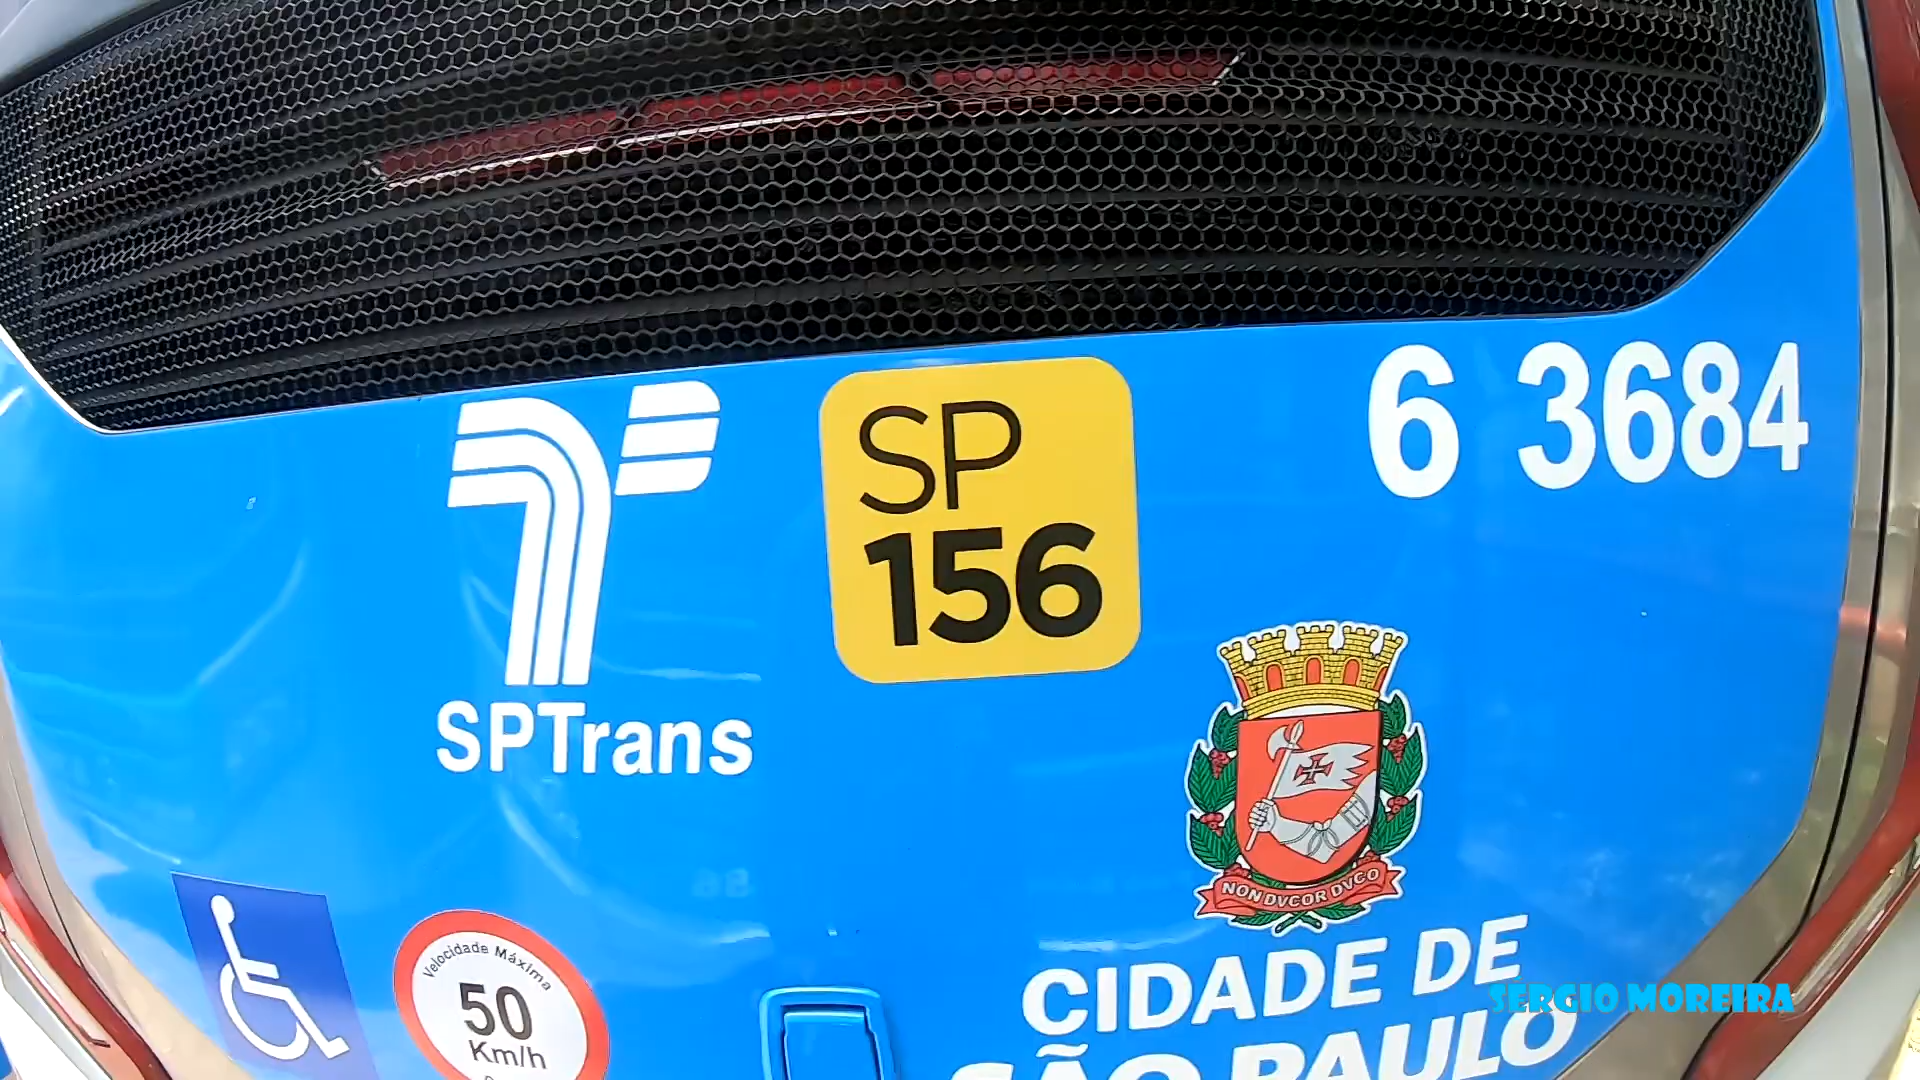 6 3684
SP
156
SPTrans
NON DVCOR DVCO
Velocidade Máxima
50
Km/h
CIDADE DE
SÃO PAULO
SERGIO MOREIRA